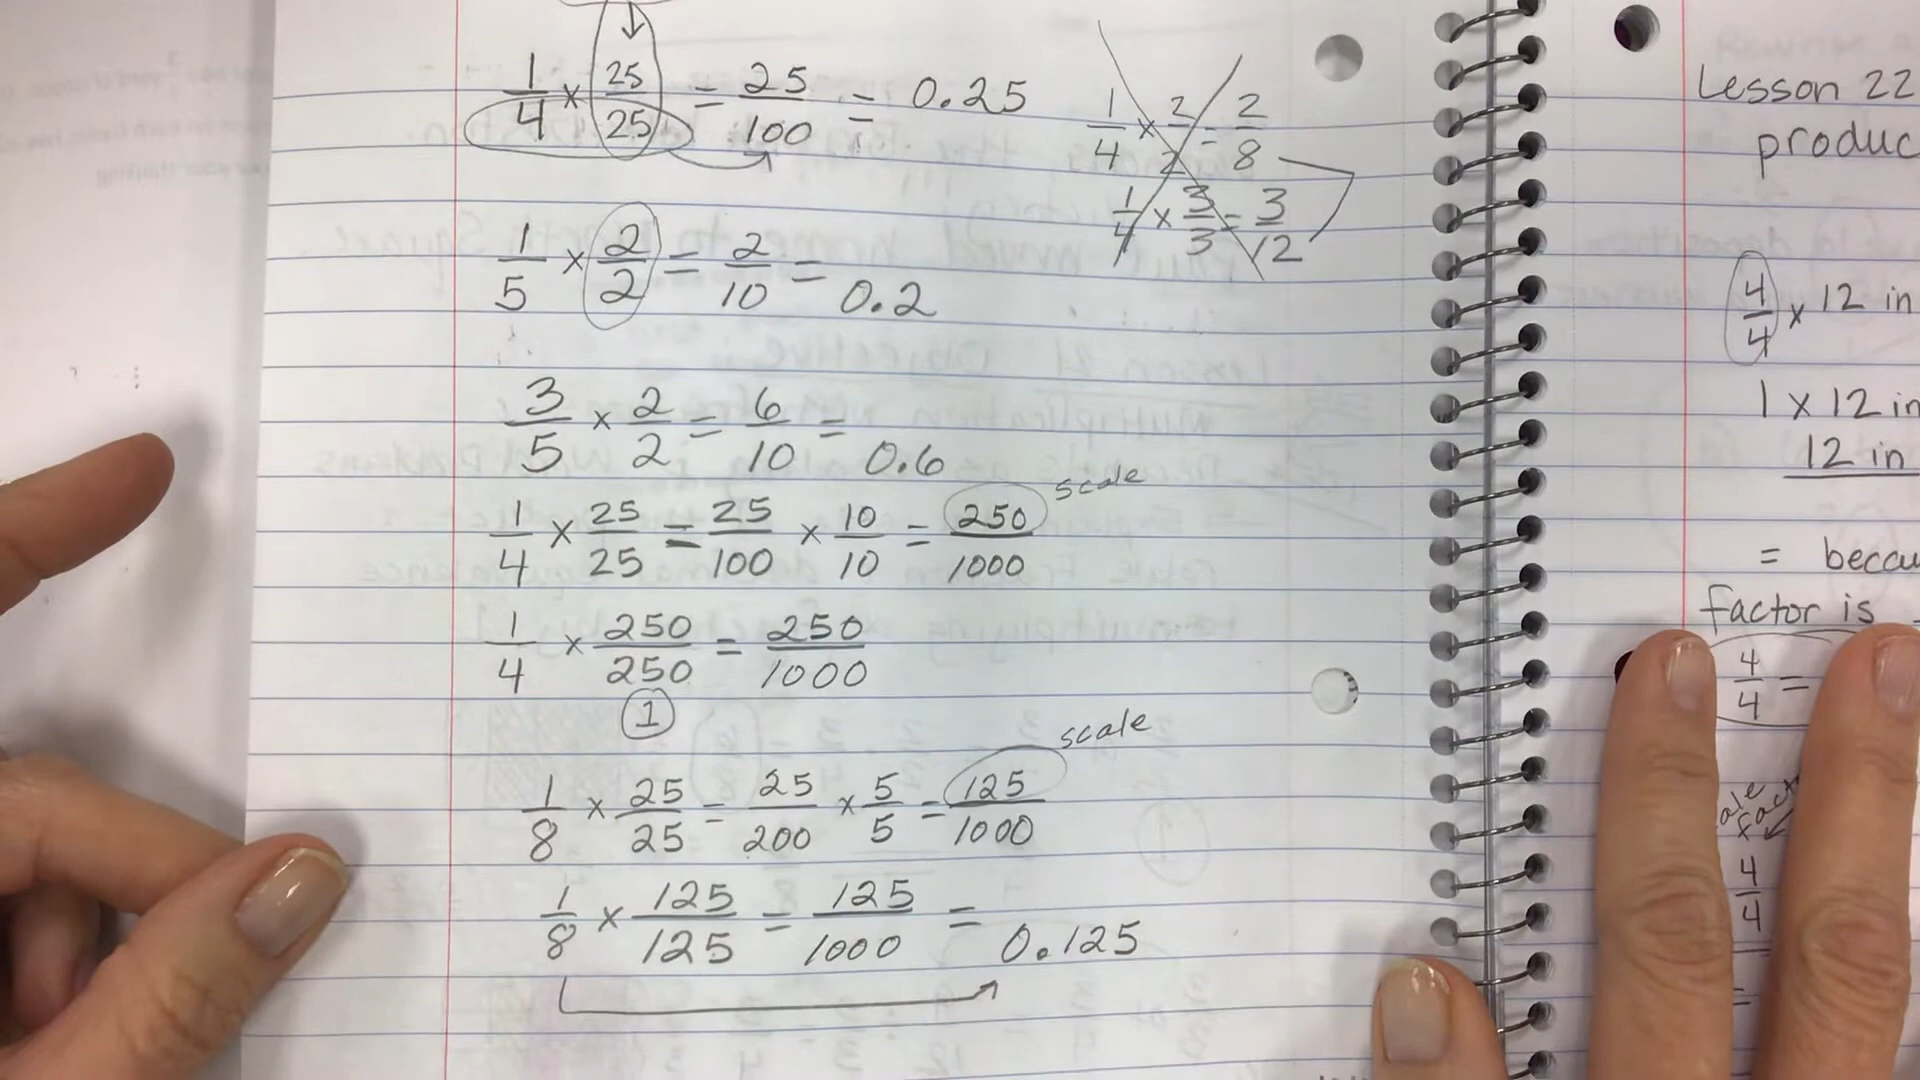 1/4 × 25/25 = 25/100 = 0.25
1/4 × 2/2 = 2/8
1/4 × 3/3 = 3/12
1/5 × 2/2 = 2/10 = 0.2
3/5 × 2/2 = 6/10 = 0.6
1/4 × 25/25 = 25/100 × 10/10 = 250/1000 scale
1/4 × 250/250 = 250/1000
1
1/8 × 25/25 = 25/200 × 5/5 = 125/1000 scale
1/8 × 125/125 = 125/1000 = 0.125
Lesson 22
produc
4/4 × 12 in
1 × 12 in
12 in
= becau
factor is
4/4 =
4/4
=